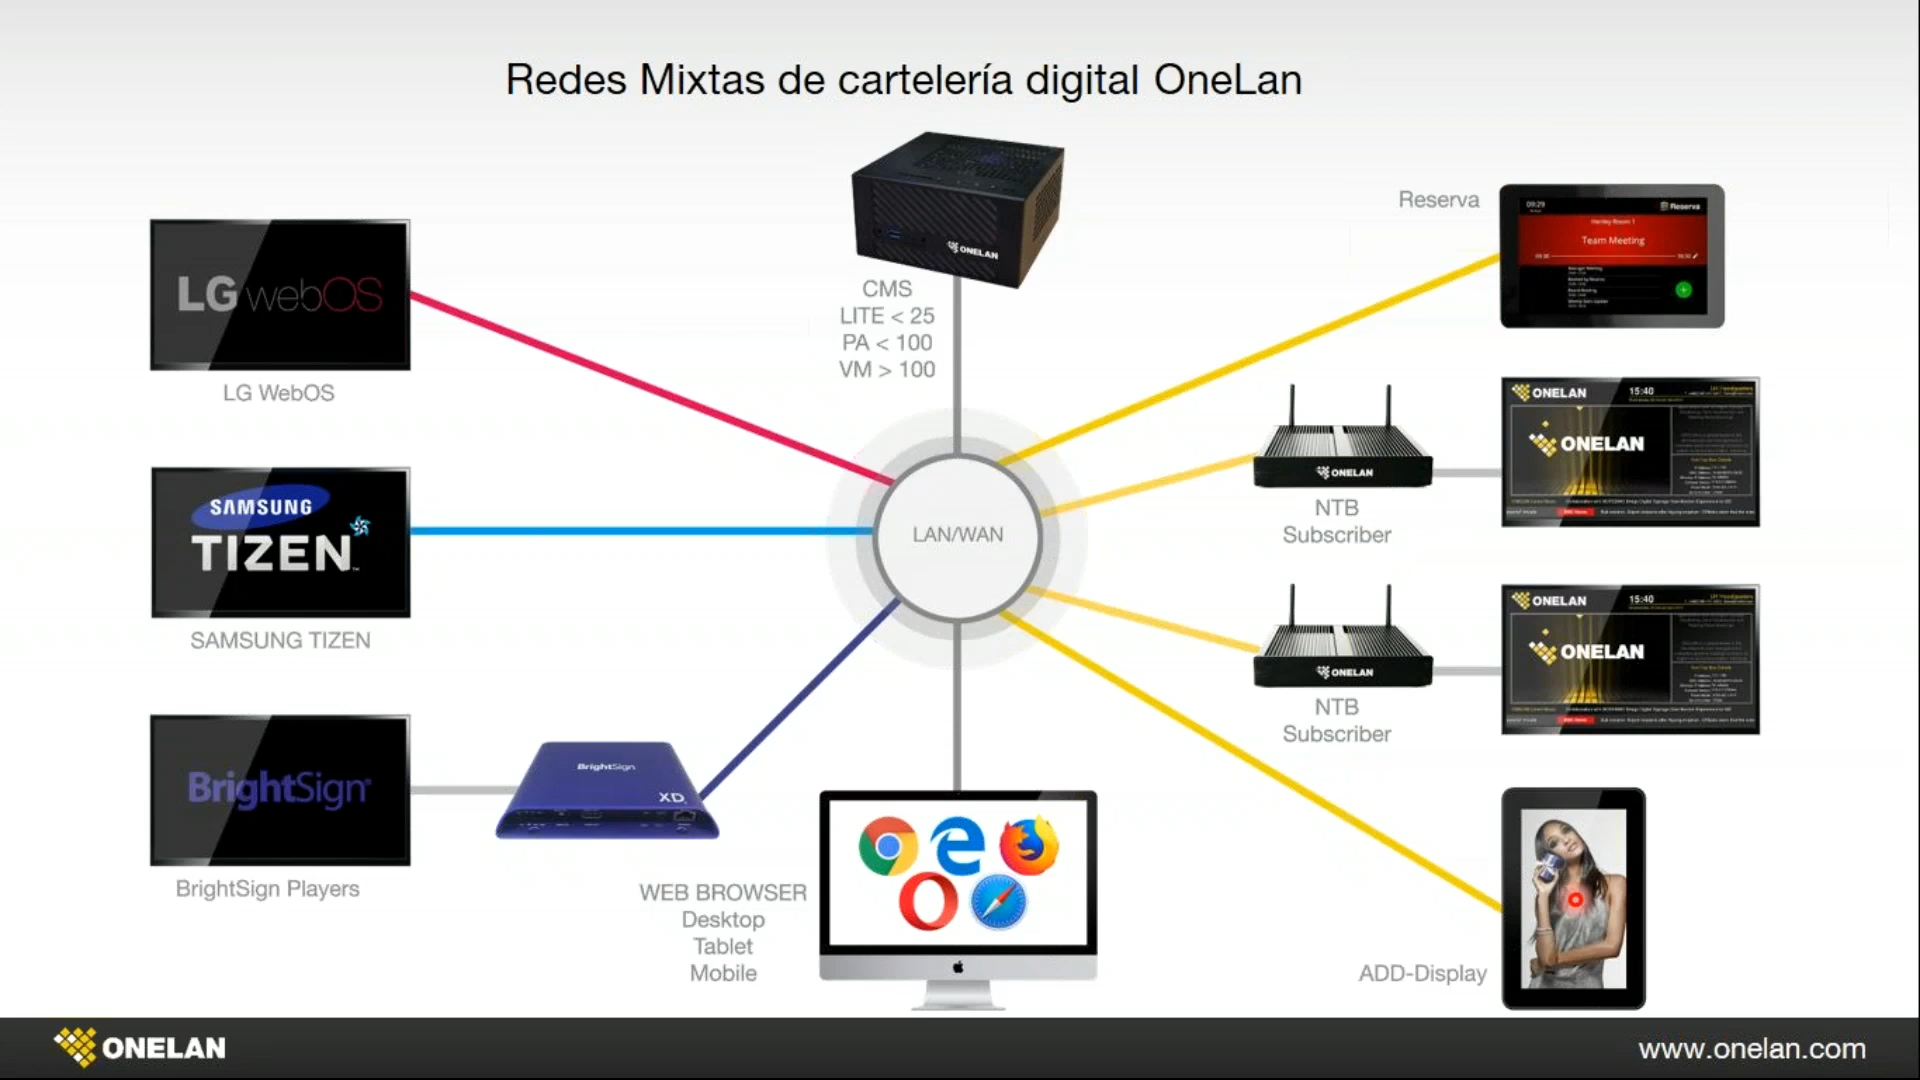 Redes Mixtas de cartelería digital OneLan
ONELAN
CMS
LITE < 25
PA < 100
VM > 100
LG webOS
LG WebOS
SAMSUNG
TIZEN
SAMSUNG TIZEN
BrightSign
BrightSign Players
BrightSign
XD
LAN/WAN
WEB BROWSER
Desktop
Tablet
Mobile
Reserva
09:29
Reserva
Team Meeting
ONELAN
NTB
Subscriber
ONELAN
15:40
ONELAN
ONELAN
NTB
Subscriber
ONELAN
15:40
ONELAN
ADD-Display
ONELAN
www.onelan.com